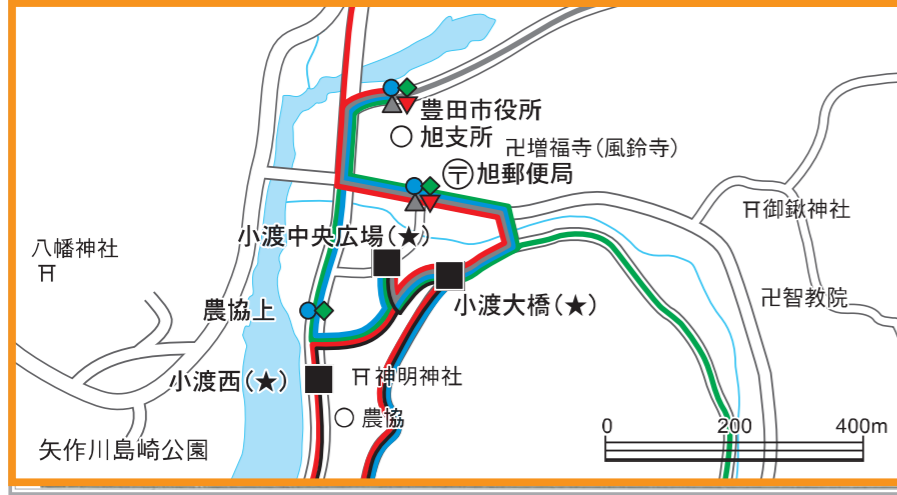 豊田市役所
旭支所
卍増福寺(風鈴寺)
〒旭郵便局
御鍬神社
小渡中央広場(★)
八幡神社
卍智教院
農協上
小渡大橋(★)
小渡西(★)
神明神社
農協
矢作川島崎公園
0 200 400m